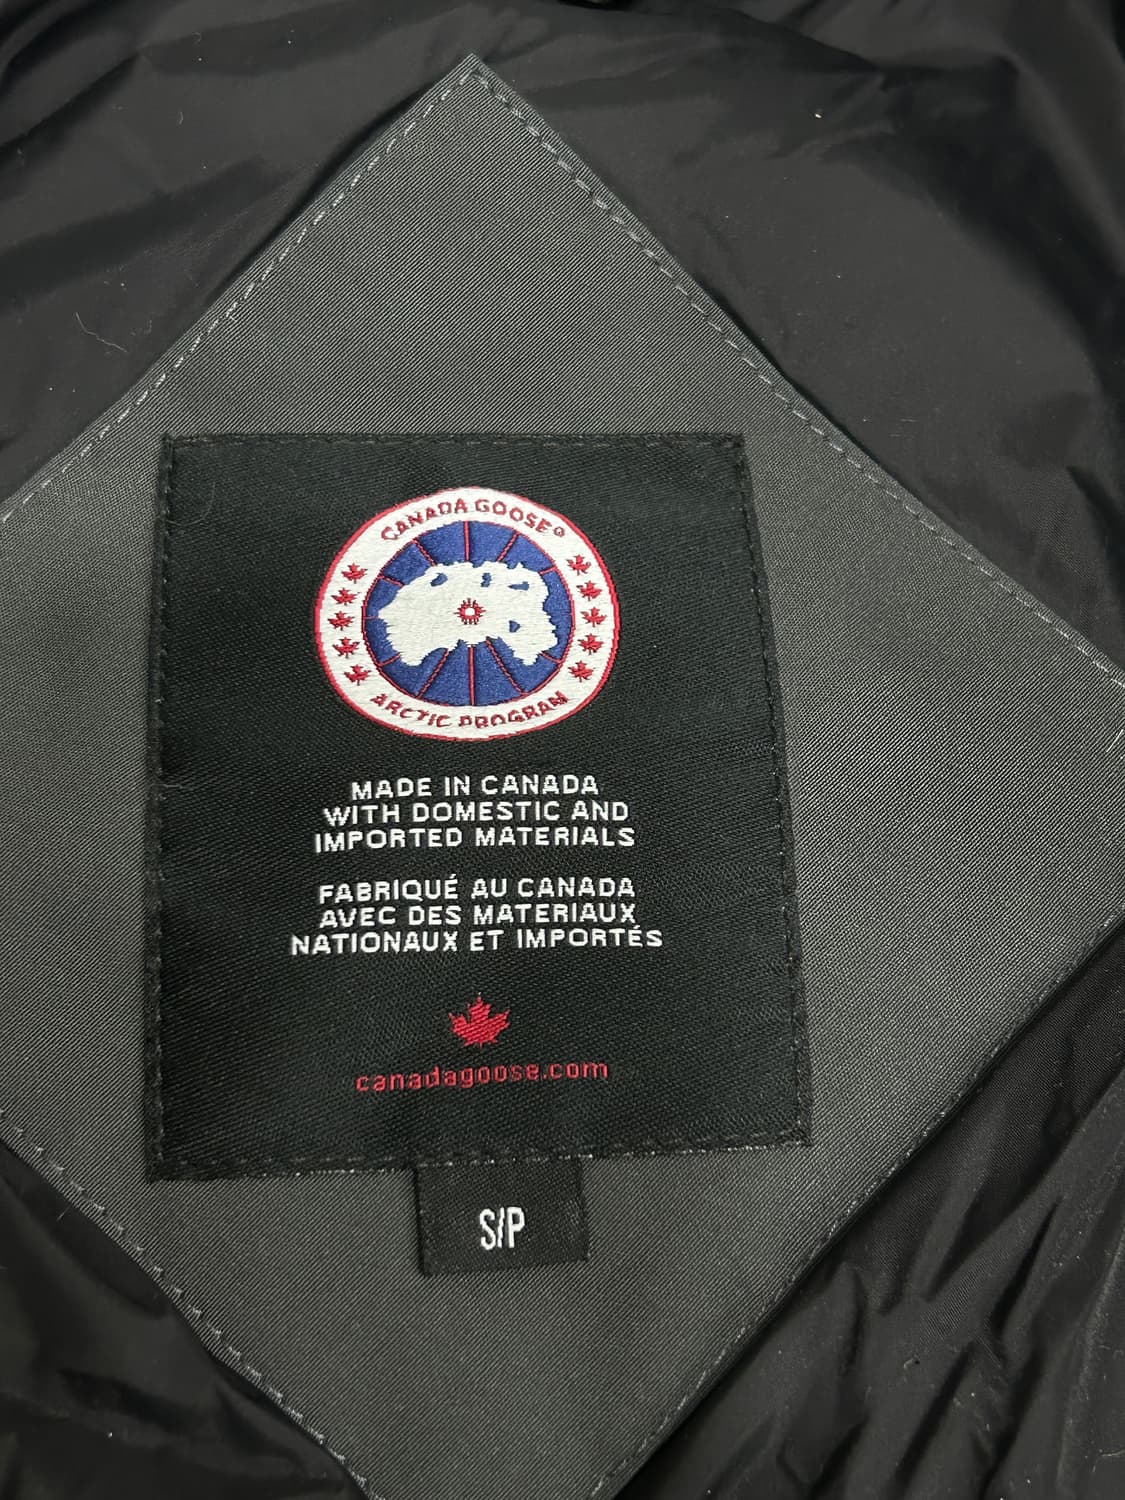 CANADA GOOSE®
ARCTIC PROGRAM
MADE IN CANADA
WITH DOMESTIC AND
IMPORTED MATERIALS
FABRIQUÉ AU CANADA
AVEC DES MATERIAUX
NATIONAUX ET IMPORTÉS
canadagoose.com
S/P